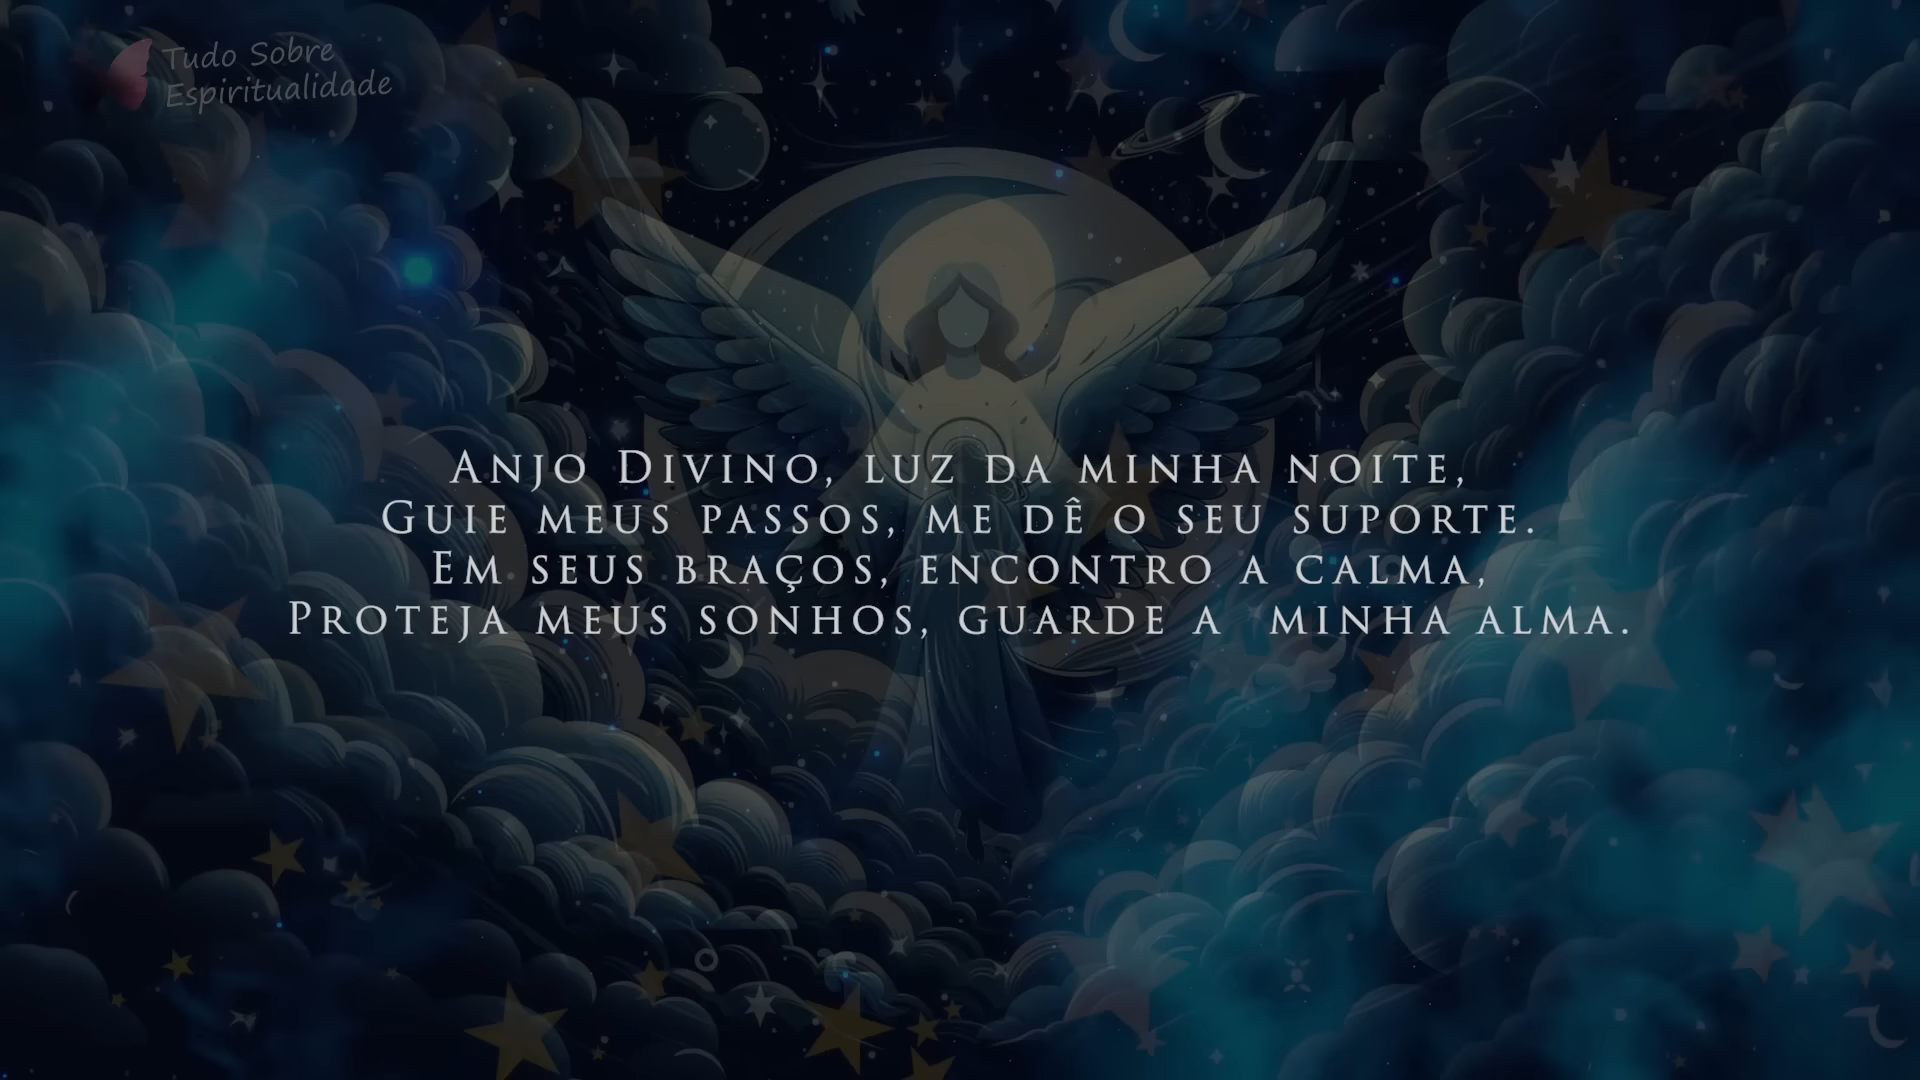 Tudo Sobre
Espiritualidade
Anjo Divino, luz da minha noite,
Guie meus passos, me dê o seu suporte.
Em seus braços, encontro a calma,
Proteja meus sonhos, guarde a  minha alma.